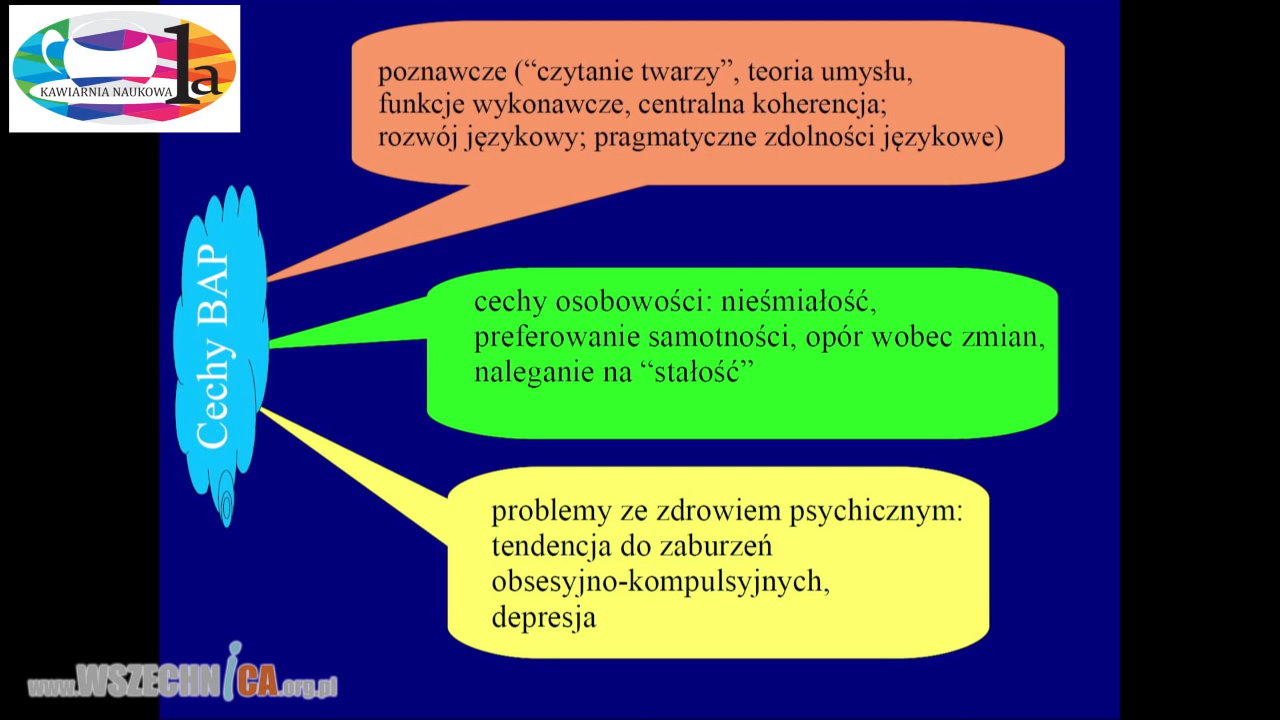 1a
KAWIARNIA NAUKOWA
poznawcze (“czytanie twarzy”, teoria umysłu,
funkcje wykonawcze, centralna koherencja;
rozwój językowy; pragmatyczne zdolności językowe)
Cechy BAP
cechy osobowości: nieśmiałość,
preferowanie samotności, opór wobec zmian,
naleganie na “stałość”
problemy ze zdrowiem psychicznym:
tendencja do zaburzeń
obsesyjno-kompulsyjnych,
depresja
www.WSZECHNiCA.org.pl